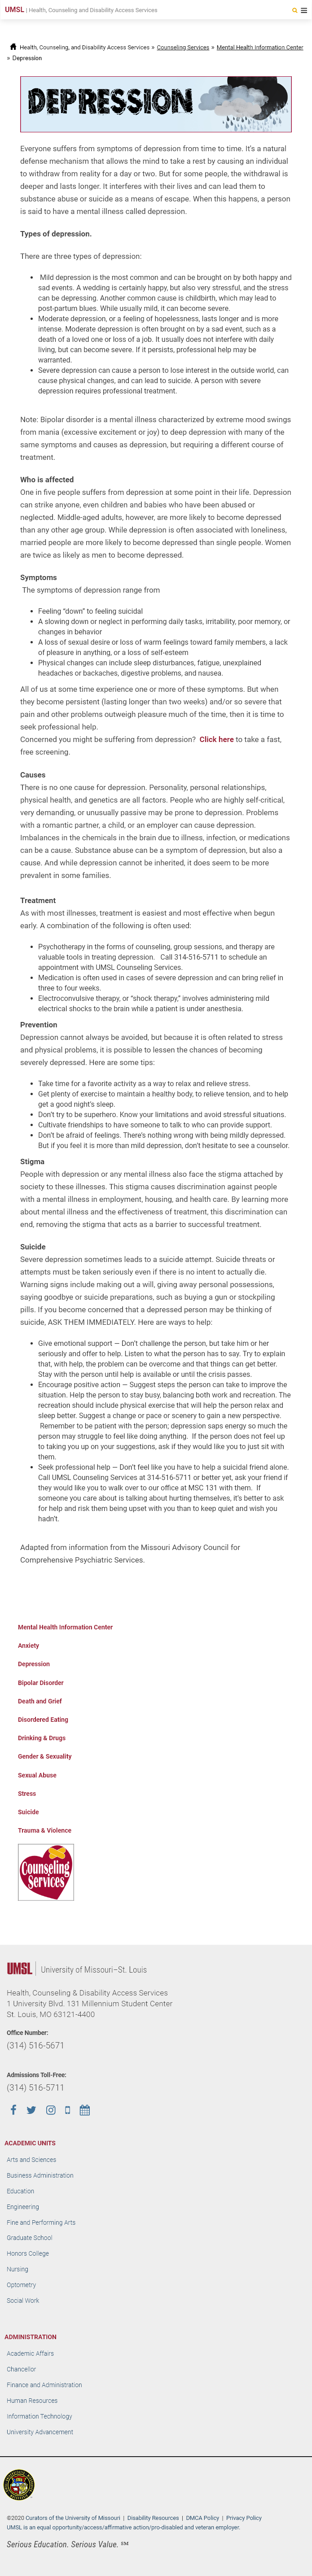 UMSL | Health, Counseling and Disability Access Services
Health, Counseling, and Disability Access Services » Counseling Services » Mental Health Information Center
» Depression
DEPRESSION
Everyone suffers from symptoms of depression from time to time. It's a natural
defense mechanism that allows the mind to take a rest by causing an individual
to withdraw from reality for a day or two. But for some people, the withdrawal is
deeper and lasts longer. It interferes with their lives and can lead them to
substance abuse or suicide as a means of escape. When this happens, a person
is said to have a mental illness called depression.
Types of depression.
There are three types of depression:
• Mild depression is the most common and can be brought on by both happy and
sad events. A wedding is certainly happy, but also very stressful, and the stress
can be depressing. Another common cause is childbirth, which may lead to
post-partum blues. While usually mild, it can become severe.
• Moderate depression, or a feeling of hopelessness, lasts longer and is more
intense. Moderate depression is often brought on by a sad event, such as a
death of a loved one or loss of a job. It usually does not interfere with daily
living, but can become severe. If it persists, professional help may be
warranted.
• Severe depression can cause a person to lose interest in the outside world, can
cause physical changes, and can lead to suicide. A person with severe
depression requires professional treatment.
Note: Bipolar disorder is a mental illness characterized by extreme mood swings
from mania (excessive excitement or joy) to deep depression with many of the
same symptoms and causes as depression, but requiring a different course of
treatment.
Who is affected
One in five people suffers from depression at some point in their life. Depression
can strike anyone, even children and babies who have been abused or
neglected. Middle-aged adults, however, are more likely to become depressed
than any other age group. While depression is often associated with loneliness,
married people are more likely to become depressed than single people. Women
are twice as likely as men to become depressed.
Symptoms
The symptoms of depression range from
• Feeling “down” to feeling suicidal
• A slowing down or neglect in performing daily tasks, irritability, poor memory, or
changes in behavior
• A loss of sexual desire or loss of warm feelings toward family members, a lack
of pleasure in anything, or a loss of self-esteem
• Physical changes can include sleep disturbances, fatigue, unexplained
headaches or backaches, digestive problems, and nausea.
All of us at some time experience one or more of these symptoms. But when
they become persistent (lasting longer than two weeks) and/or so severe that
pain and other problems outweigh pleasure much of the time, then it is time to
seek professional help.
Concerned you might be suffering from depression? Click here to take a fast,
free screening.
Causes
There is no one cause for depression. Personality, personal relationships,
physical health, and genetics are all factors. People who are highly self-critical,
very demanding, or unusually passive may be prone to depression. Problems
with a romantic partner, a child, or an employer can cause depression.
Imbalances in the chemicals in the brain due to illness, infection, or medications
can be a cause. Substance abuse can be a symptom of depression, but also a
cause. And while depression cannot be inherited, it does seem to be more
prevalent in some families.
Treatment
As with most illnesses, treatment is easiest and most effective when begun
early. A combination of the following is often used:
• Psychotherapy in the forms of counseling, group sessions, and therapy are
valuable tools in treating depression. Call 314-516-5711 to schedule an
appointment with UMSL Counseling Services.
• Medication is often used in cases of severe depression and can bring relief in
three to four weeks.
• Electroconvulsive therapy, or “shock therapy,” involves administering mild
electrical shocks to the brain while a patient is under anesthesia.
Prevention
Depression cannot always be avoided, but because it is often related to stress
and physical problems, it is possible to lessen the chances of becoming
severely depressed. Here are some tips:
• Take time for a favorite activity as a way to relax and relieve stress.
• Get plenty of exercise to maintain a healthy body, to relieve tension, and to help
get a good night's sleep.
• Don't try to be superhero. Know your limitations and avoid stressful situations.
• Cultivate friendships to have someone to talk to who can provide support.
• Don't be afraid of feelings. There's nothing wrong with being mildly depressed.
But if you feel it is more than mild depression, don't hesitate to see a counselor.
Stigma
People with depression or any mental illness also face the stigma attached by
society to these illnesses. This stigma causes discrimination against people
with a mental illness in employment, housing, and health care. By learning more
about mental illness and the effectiveness of treatment, this discrimination can
end, removing the stigma that acts as a barrier to successful treatment.
Suicide
Severe depression sometimes leads to a suicide attempt. Suicide threats or
attempts must be taken seriously even if there is no intent to actually die.
Warning signs include making out a will, giving away personal possessions,
saying goodbye or suicide preparations, such as buying a gun or stockpiling
pills. If you become concerned that a depressed person may be thinking of
suicide, ASK THEM IMMEDIATELY. Here are ways to help:
• Give emotional support — Don't challenge the person, but take him or her
seriously and offer to help. Listen to what the person has to say. Try to explain
that, with help, the problem can be overcome and that things can get better.
Stay with the person until help is available or until the crisis passes.
• Encourage positive action — Suggest steps the person can take to improve the
situation. Help the person to stay busy, balancing both work and recreation. The
recreation should include physical exercise that will help the person relax and
sleep better. Suggest a change or pace or scenery to gain a new perspective.
Remember to be patient, though. Depression saps energy so the depressed
person may struggle to feel like doing anything. If the person does not feel up
to taking you up on your suggestions, ask if they would like you to just sit with
them.
• Seek professional help — Don't feel like you have to help a suicidal friend alone.
Call UMSL Counseling Services at 314-516-5711 or better yet, ask your friend if
they would like you to walk over to our office at MSC 131 with them. If
someone you care about is talking about hurting themselves, it's better to ask
for help and risk them being upset with you than to keep quiet and wish you
hadn't.
Adapted from information from the Missouri Advisory Council for
Comprehensive Psychiatric Services.
Mental Health Information Center
Anxiety
Depression
Bipolar Disorder
Death and Grief
Disordered Eating
Drinking & Drugs
Gender & Sexuality
Sexual Abuse
Stress
Suicide
Trauma & Violence
Counseling
Services
UMSL | University of Missouri–St. Louis
Health, Counseling & Disability Access Services
1 University Blvd. 131 Millennium Student Center
St. Louis, MO 63121-4400
Office Number:
(314) 516-5671
Admissions Toll-Free:
(314) 516-5711
ACADEMIC UNITS
Arts and Sciences
Business Administration
Education
Engineering
Fine and Performing Arts
Graduate School
Honors College
Nursing
Optometry
Social Work
ADMINISTRATION
Academic Affairs
Chancellor
Finance and Administration
Human Resources
Information Technology
University Advancement
©2020 Curators of the University of Missouri | Disability Resources | DMCA Policy | Privacy Policy
UMSL is an equal opportunity/access/affirmative action/pro-disabled and veteran employer.
Serious Education. Serious Value. ℠